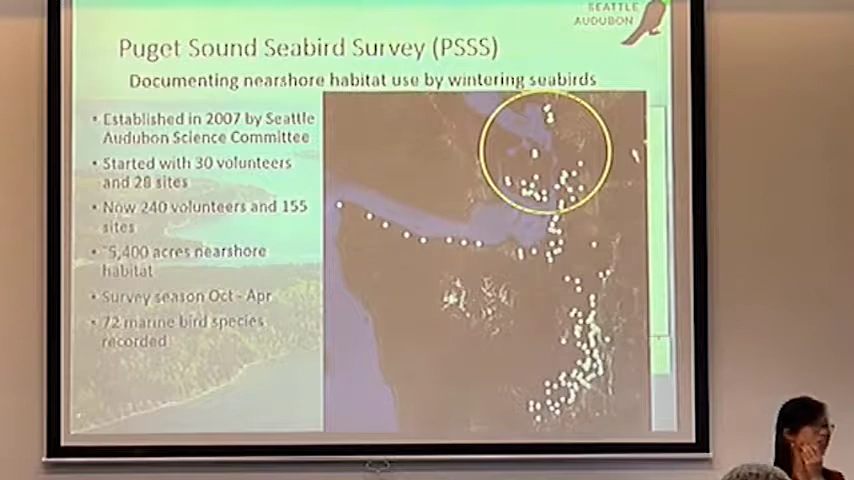 SEATTLE
AUDUBON
Puget Sound Seabird Survey (PSSS)
Documenting nearshore habitat use by wintering seabirds
• Established in 2007 by Seattle
Audubon Science Committee
• Started with 30 volunteers
and 28 sites
• Now 240 volunteers and 155
sites
• ~5,400 acres nearshore
habitat
• Survey season Oct - Apr
• 72 marine bird species
recorded